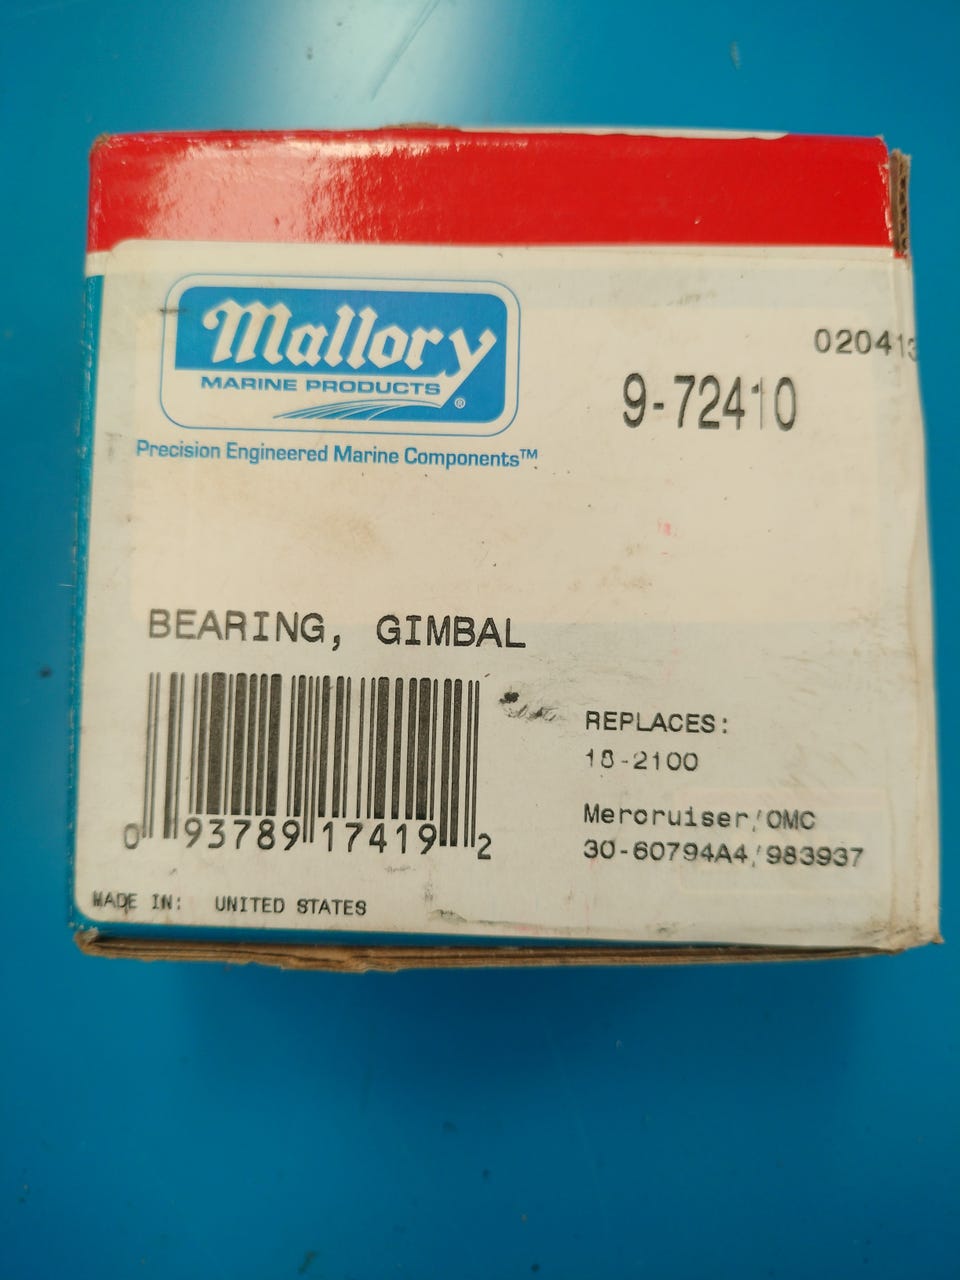 Mallory
MARINE PRODUCTS
®
Precision Engineered Marine Components™
020413
9-72410
BEARING, GIMBAL
0 93789 17419 2
REPLACES:
18-2100
Mercruiser/OMC
30-60794A4/983937
MADE IN: UNITED STATES